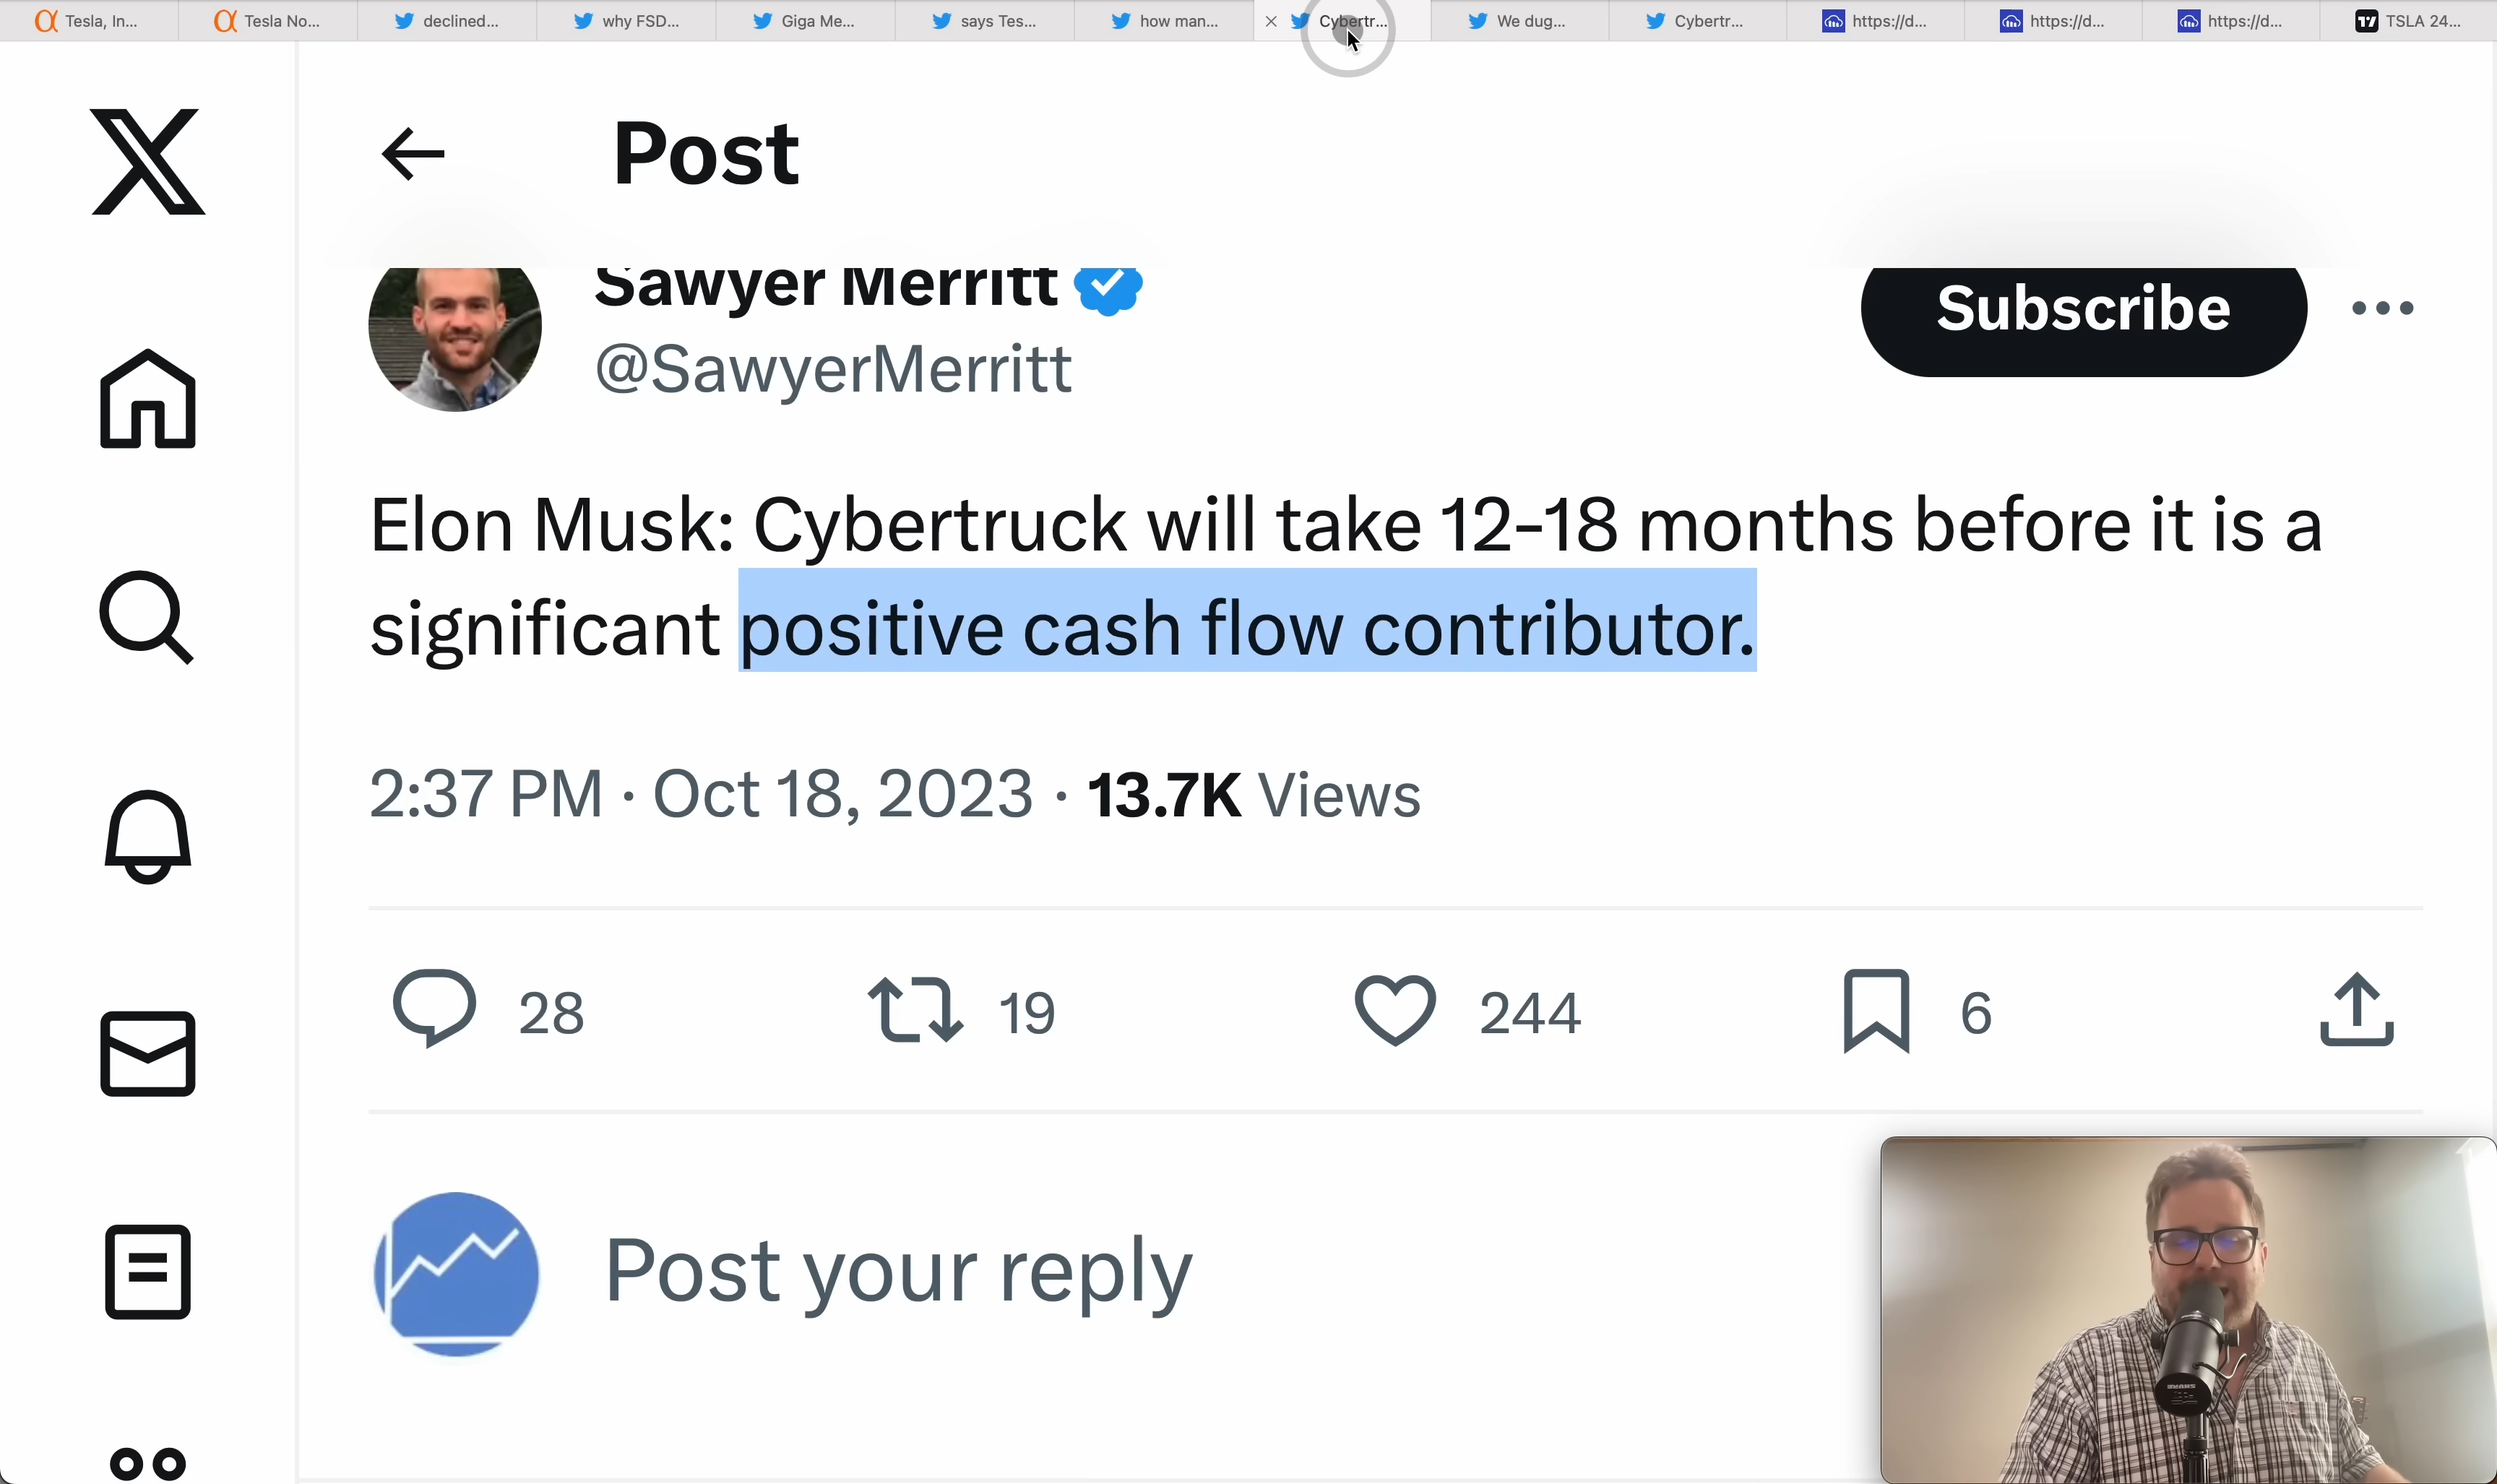 Tesla, In...
Tesla No...
declined...
why FSD...
Giga Me...
says Tes...
how man...
Cybertr...
We dug...
Cybertr...
https://d...
https://d...
https://d...
TSLA 24...
Post
Sawyer Merritt
@SawyerMerritt
Subscribe
Elon Musk: Cybertruck will take 12-18 months before it is a
significant positive cash flow contributor.
2:37 PM · Oct 18, 2023 · 13.7K Views
28 19 244 6
Post your reply